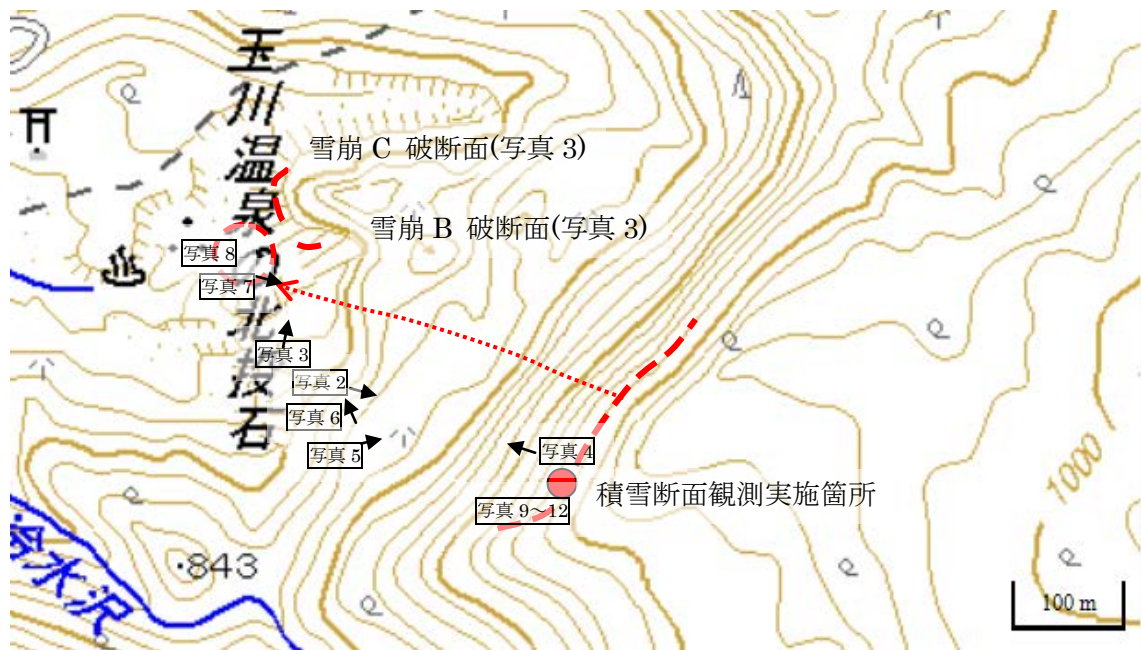 玉川温泉の北投石
雪崩 C 破断面(写真 3)
雪崩 B 破断面(写真 3)
写真 8
写真 7
写真 3
写真 2
写真 6
写真 5
写真 4
積雪断面観測実施箇所
写真 9～12
1000
843
冷水沢
100 m